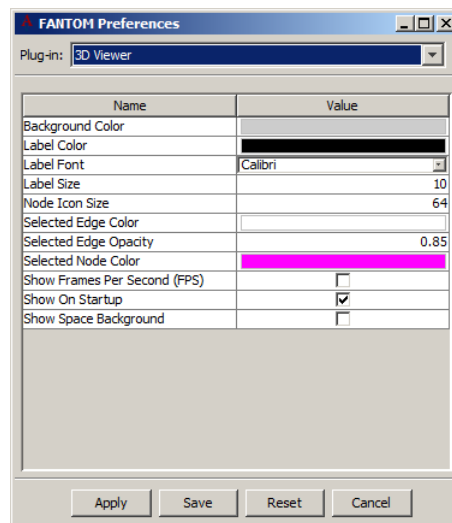 FANTOM Preferences
Plug-in: 3D Viewer
Name Value
Background Color
Label Color
Label Font Calibri
Label Size 10
Node Icon Size 64
Selected Edge Color
Selected Edge Opacity 0.85
Selected Node Color
Show Frames Per Second (FPS)
Show On Startup
Show Space Background
Apply Save Reset Cancel